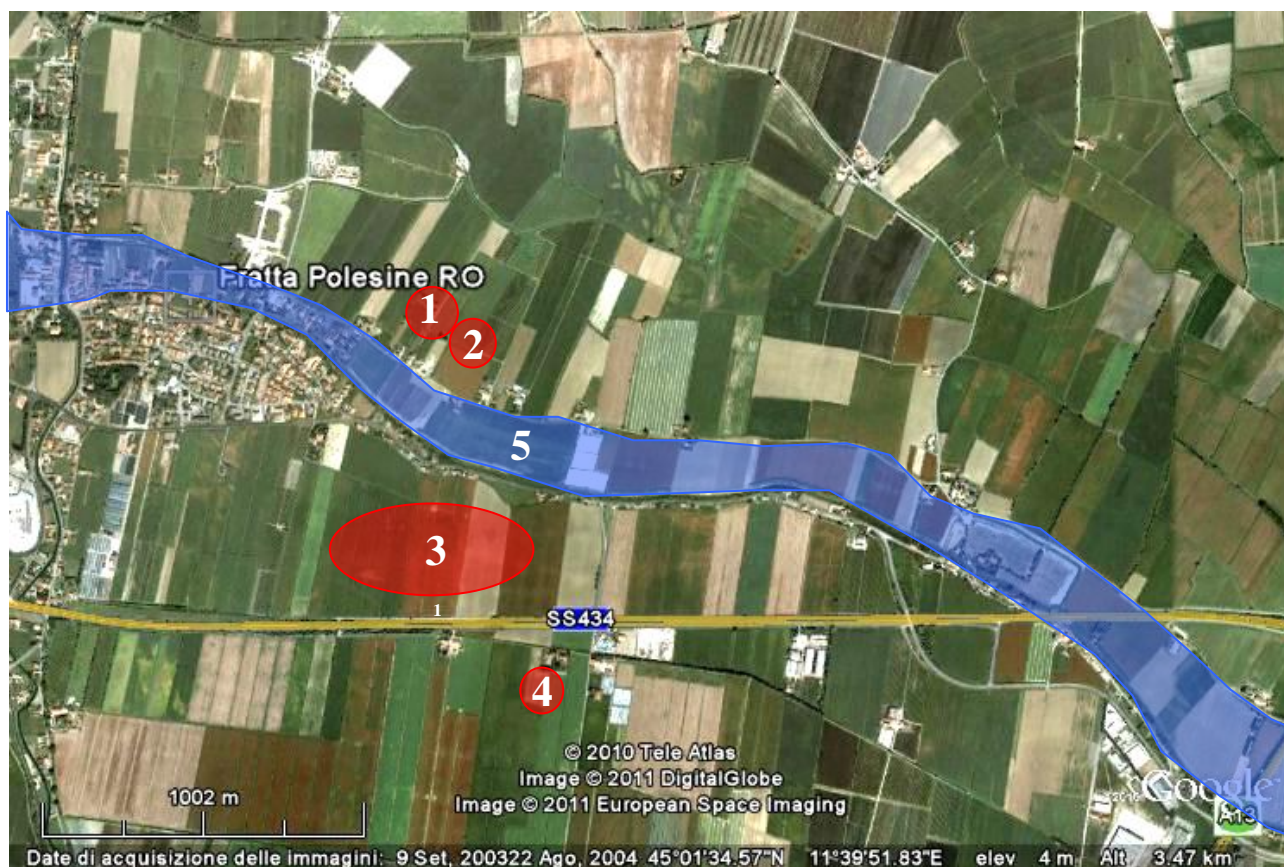 Fratta Polesine RO
1
2
5
3
1
SS434
4
© 2010 Tele Atlas
Image © 2011 DigitalGlobe
Image © 2011 European Space Imaging
1002 m
Google
A13
Date di acquisizione delle immagini: 9 Set, 200322 Ago, 2004 45°01'34.57"N 11°39'51.83"E elev 4 m Alt 3.47 km